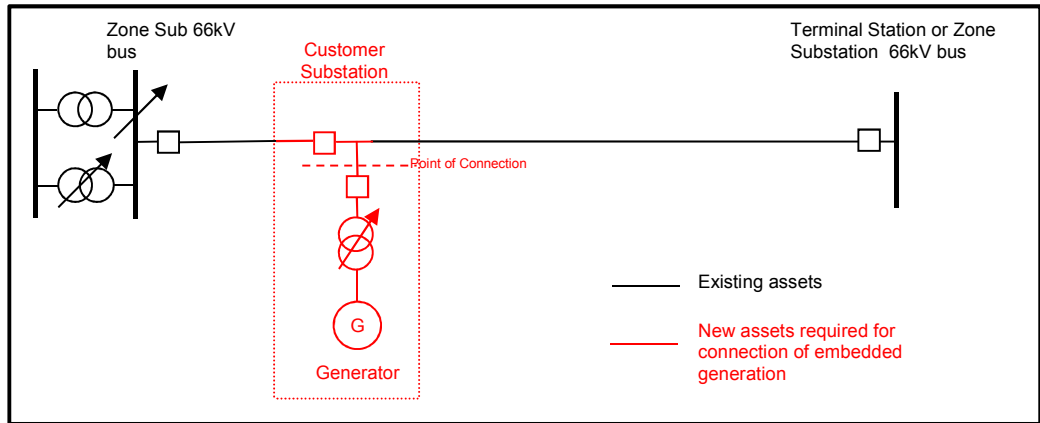 Zone Sub 66kV
bus
Customer
Substation
Terminal Station or Zone
Substation  66kV bus
Point of Connection
G
Generator
Existing assets
New assets required for
connection of embedded
generation